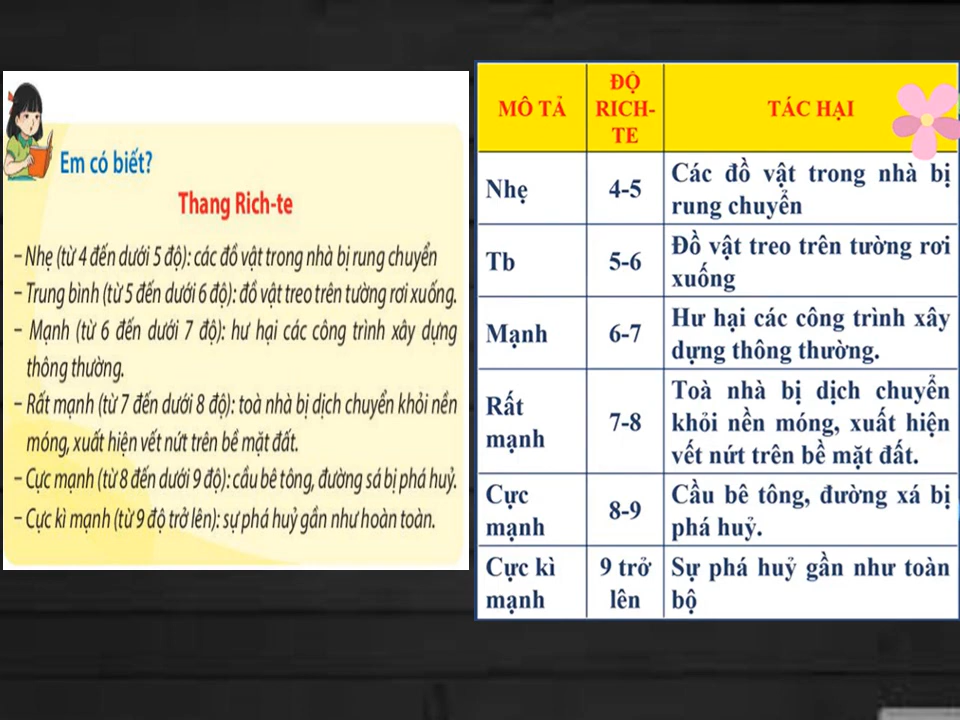 Em có biết?
Thang Rich-te
– Nhẹ (từ 4 đến dưới 5 độ): các đồ vật trong nhà bị rung chuyển
– Trung bình (từ 5 đến dưới 6 độ): đồ vật treo trên tường rơi xuống.
– Mạnh (từ 6 đến dưới 7 độ): hư hại các công trình xây dựng
thông thường.
– Rất mạnh (từ 7 đến dưới 8 độ): toà nhà bị dịch chuyển khỏi nền
móng, xuất hiện vết nứt trên bề mặt đất.
– Cực mạnh (từ 8 đến dưới 9 độ): cầu bê tông, đường sá bị phá huỷ.
– Cực kì mạnh (từ 9 độ trở lên): sự phá huỷ gần như hoàn toàn.
MÔ TẢ
ĐỘ
RICH-
TE
TÁC HẠI
Nhẹ
4-5
Các đồ vật trong nhà bị
rung chuyển
Tb
5-6
Đồ vật treo trên tường rơi
xuống
Mạnh
6-7
Hư hại các công trình xây
dựng thông thường.
Rất
mạnh
7-8
Toà nhà bị dịch chuyển
khỏi nền móng, xuất hiện
vết nứt trên bề mặt đất.
Cực
mạnh
8-9
Cầu bê tông, đường xá bị
phá huỷ.
Cực kì
mạnh
9 trở
lên
Sự phá huỷ gần như toàn
bộ